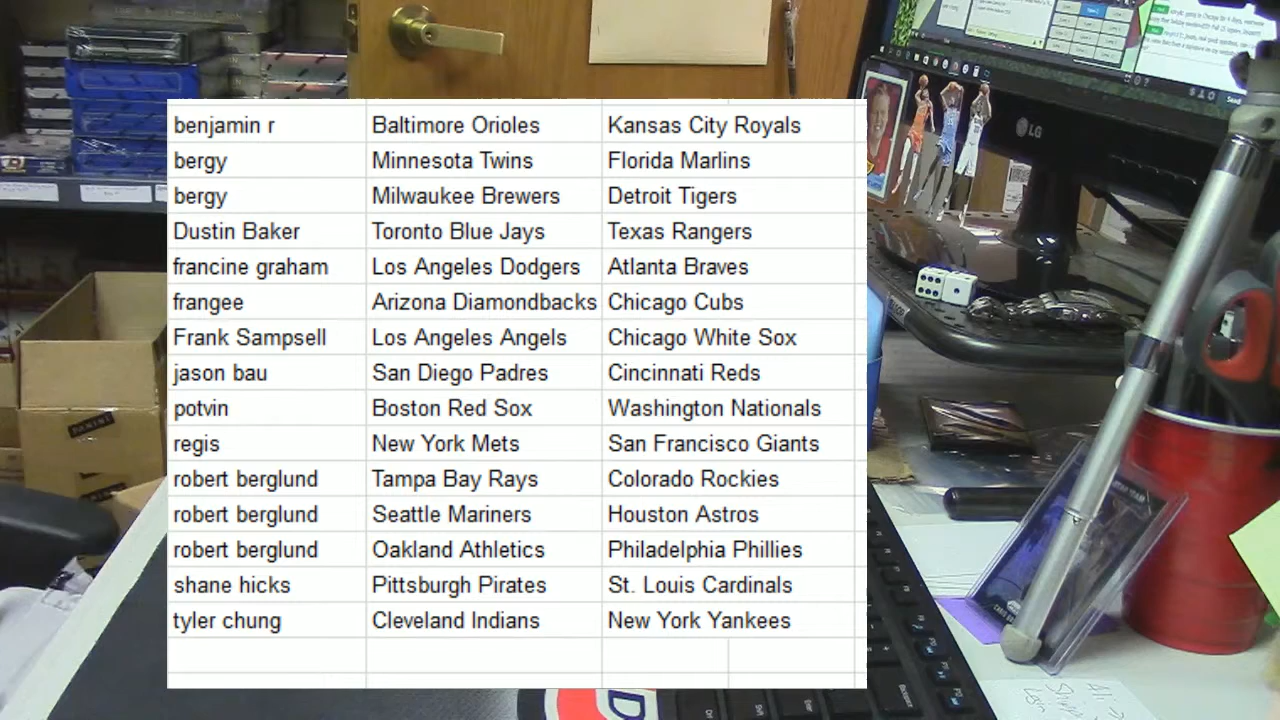 benjamin r Baltimore Orioles Kansas City Royals
bergy Minnesota Twins Florida Marlins
bergy Milwaukee Brewers Detroit Tigers
Dustin Baker Toronto Blue Jays Texas Rangers
francine graham Los Angeles Dodgers Atlanta Braves
frangee Arizona Diamondbacks Chicago Cubs
Frank Sampsell Los Angeles Angels Chicago White Sox
jason bau San Diego Padres Cincinnati Reds
potvin Boston Red Sox Washington Nationals
regis New York Mets San Francisco Giants
robert berglund Tampa Bay Rays Colorado Rockies
robert berglund Seattle Mariners Houston Astros
robert berglund Oakland Athletics Philadelphia Phillies
shane hicks Pittsburgh Pirates St. Louis Cardinals
tyler chung Cleveland Indians New York Yankees
LG
PANINI